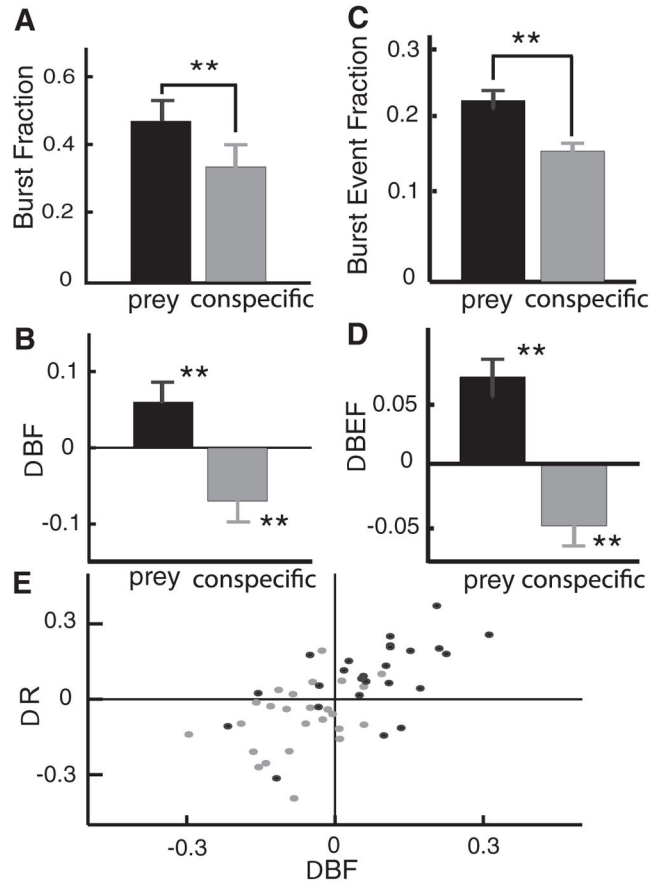 A
Burst Fraction
0.6
0.4
0.2
0
**
prey conspecific
C
Burst Event Fraction
0.3
0.2
0.1
0
**
prey conspecific
B
DBF
0.1
0
-0.1
**
**
prey conspecific
D
DBEF
0.05
0
-0.05
**
**
prey conspecific
E
DR
0.3
0
-0.3
-0.3 0 0.3
DBF